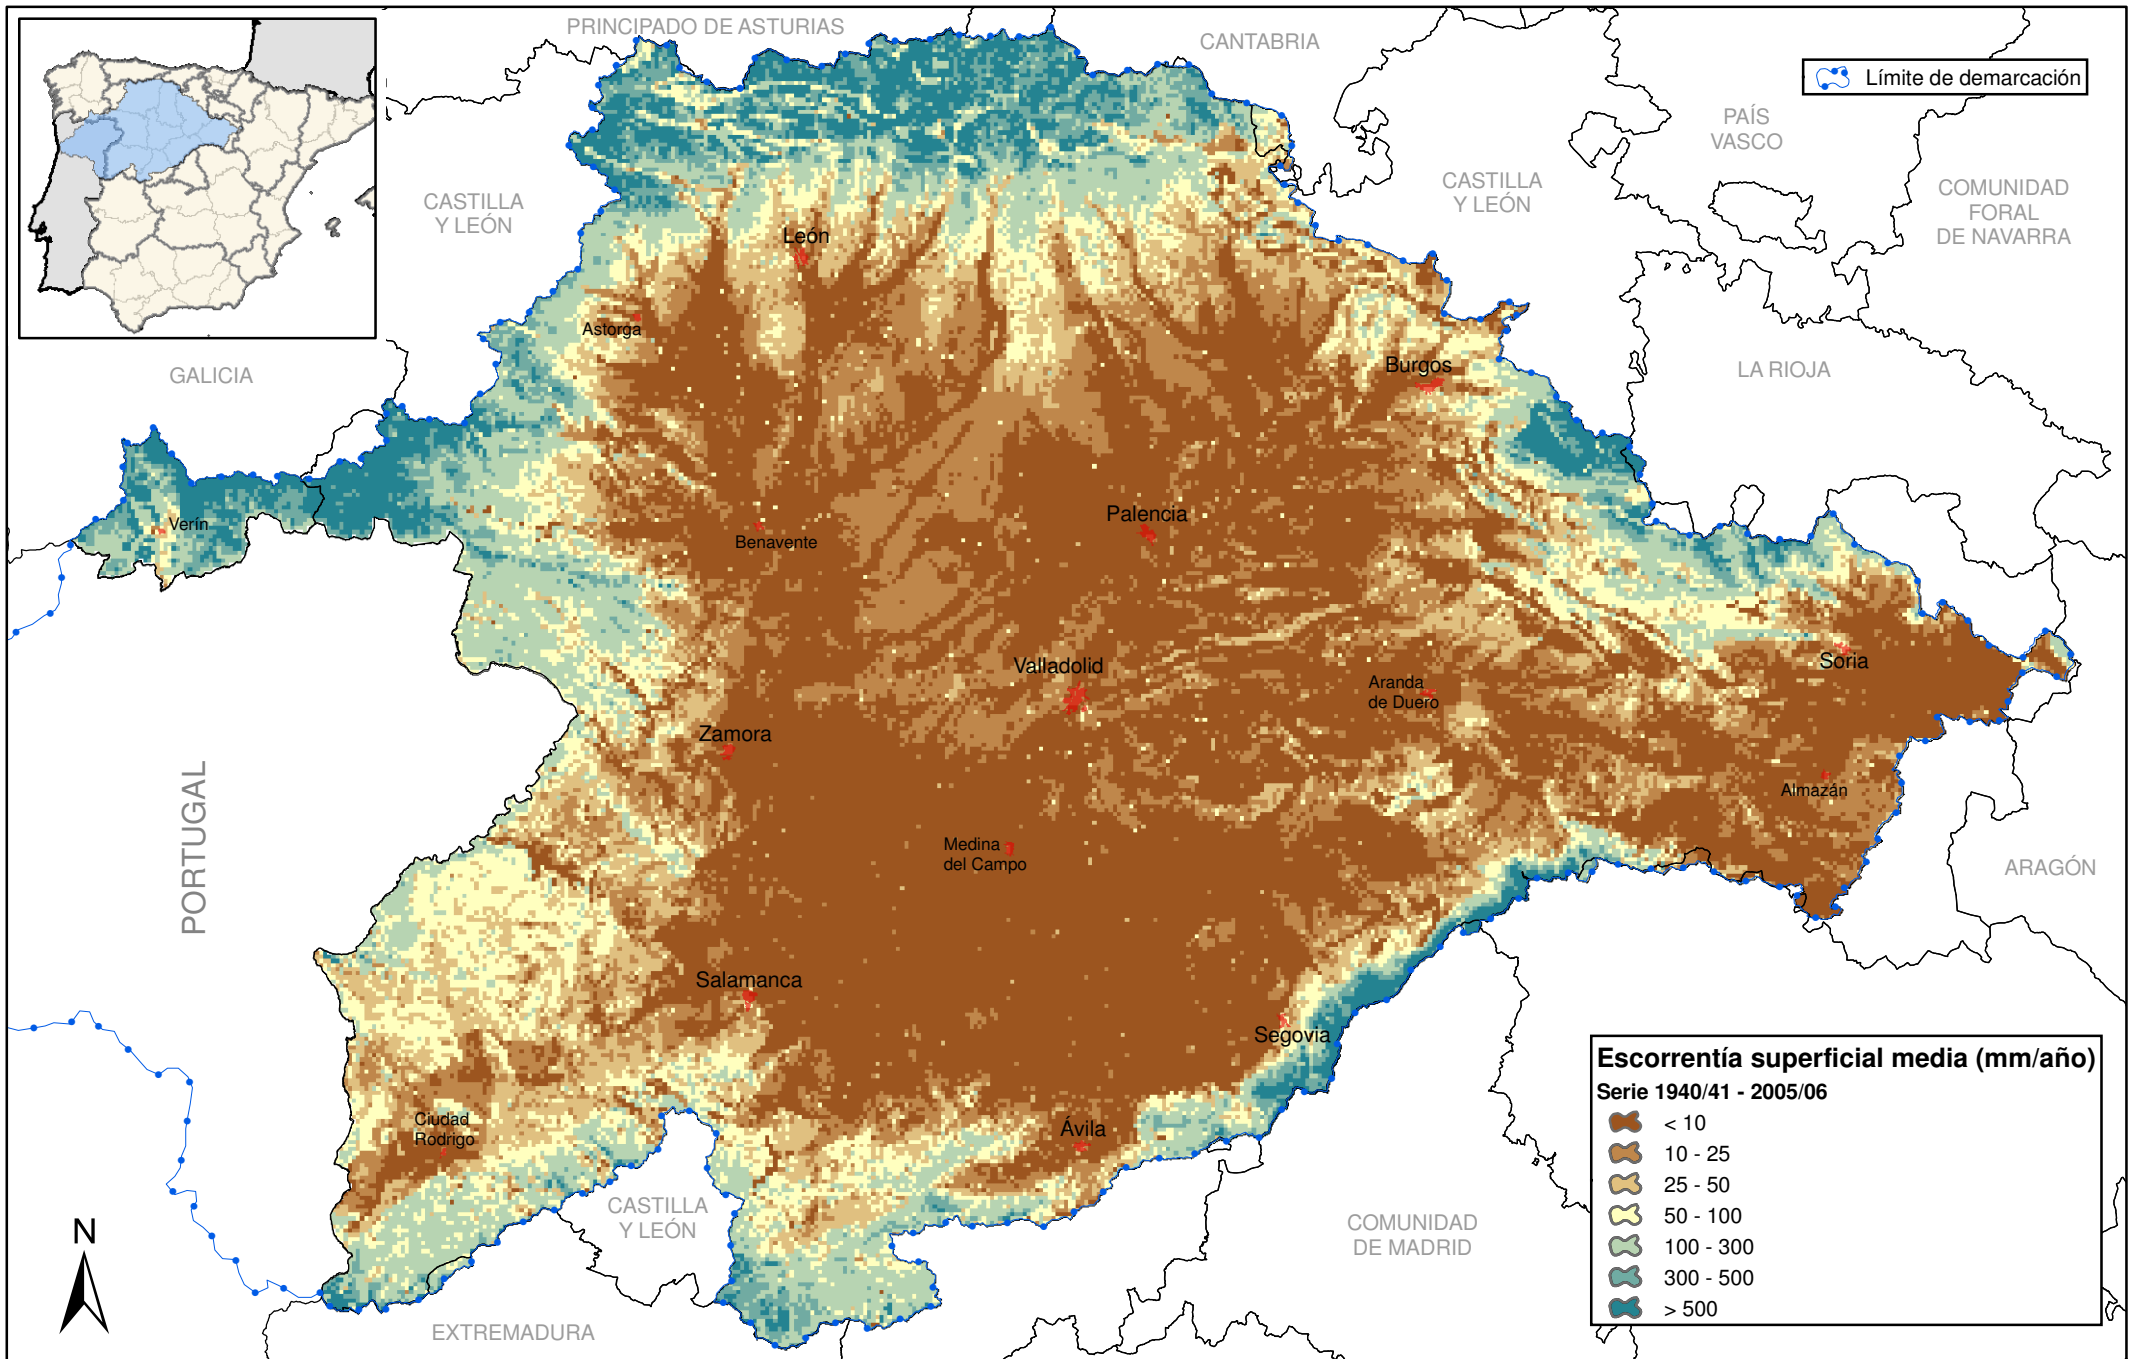 PRINCIPADO DE ASTURIAS
CANTABRIA
Límite de demarcación
PAÍS
VASCO
CASTILLA
Y LEÓN
CASTILLA
Y LEÓN
COMUNIDAD
FORAL
DE NAVARRA
León
Astorga
GALICIA
Burgos
LA RIOJA
Verín
Palencia
Benavente
Valladolid
Soria
Aranda
de Duero
Zamora
PORTUGAL
Almazán
Medina
del Campo
ARAGÓN
Salamanca
Segovia
Ciudad
Rodrigo
Ávila
CASTILLA
Y LEÓN
COMUNIDAD
DE MADRID
EXTREMADURA
N
Escorrentía superficial media (mm/año)
Serie 1940/41 - 2005/06
< 10
10 - 25
25 - 50
50 - 100
100 - 300
300 - 500
> 500